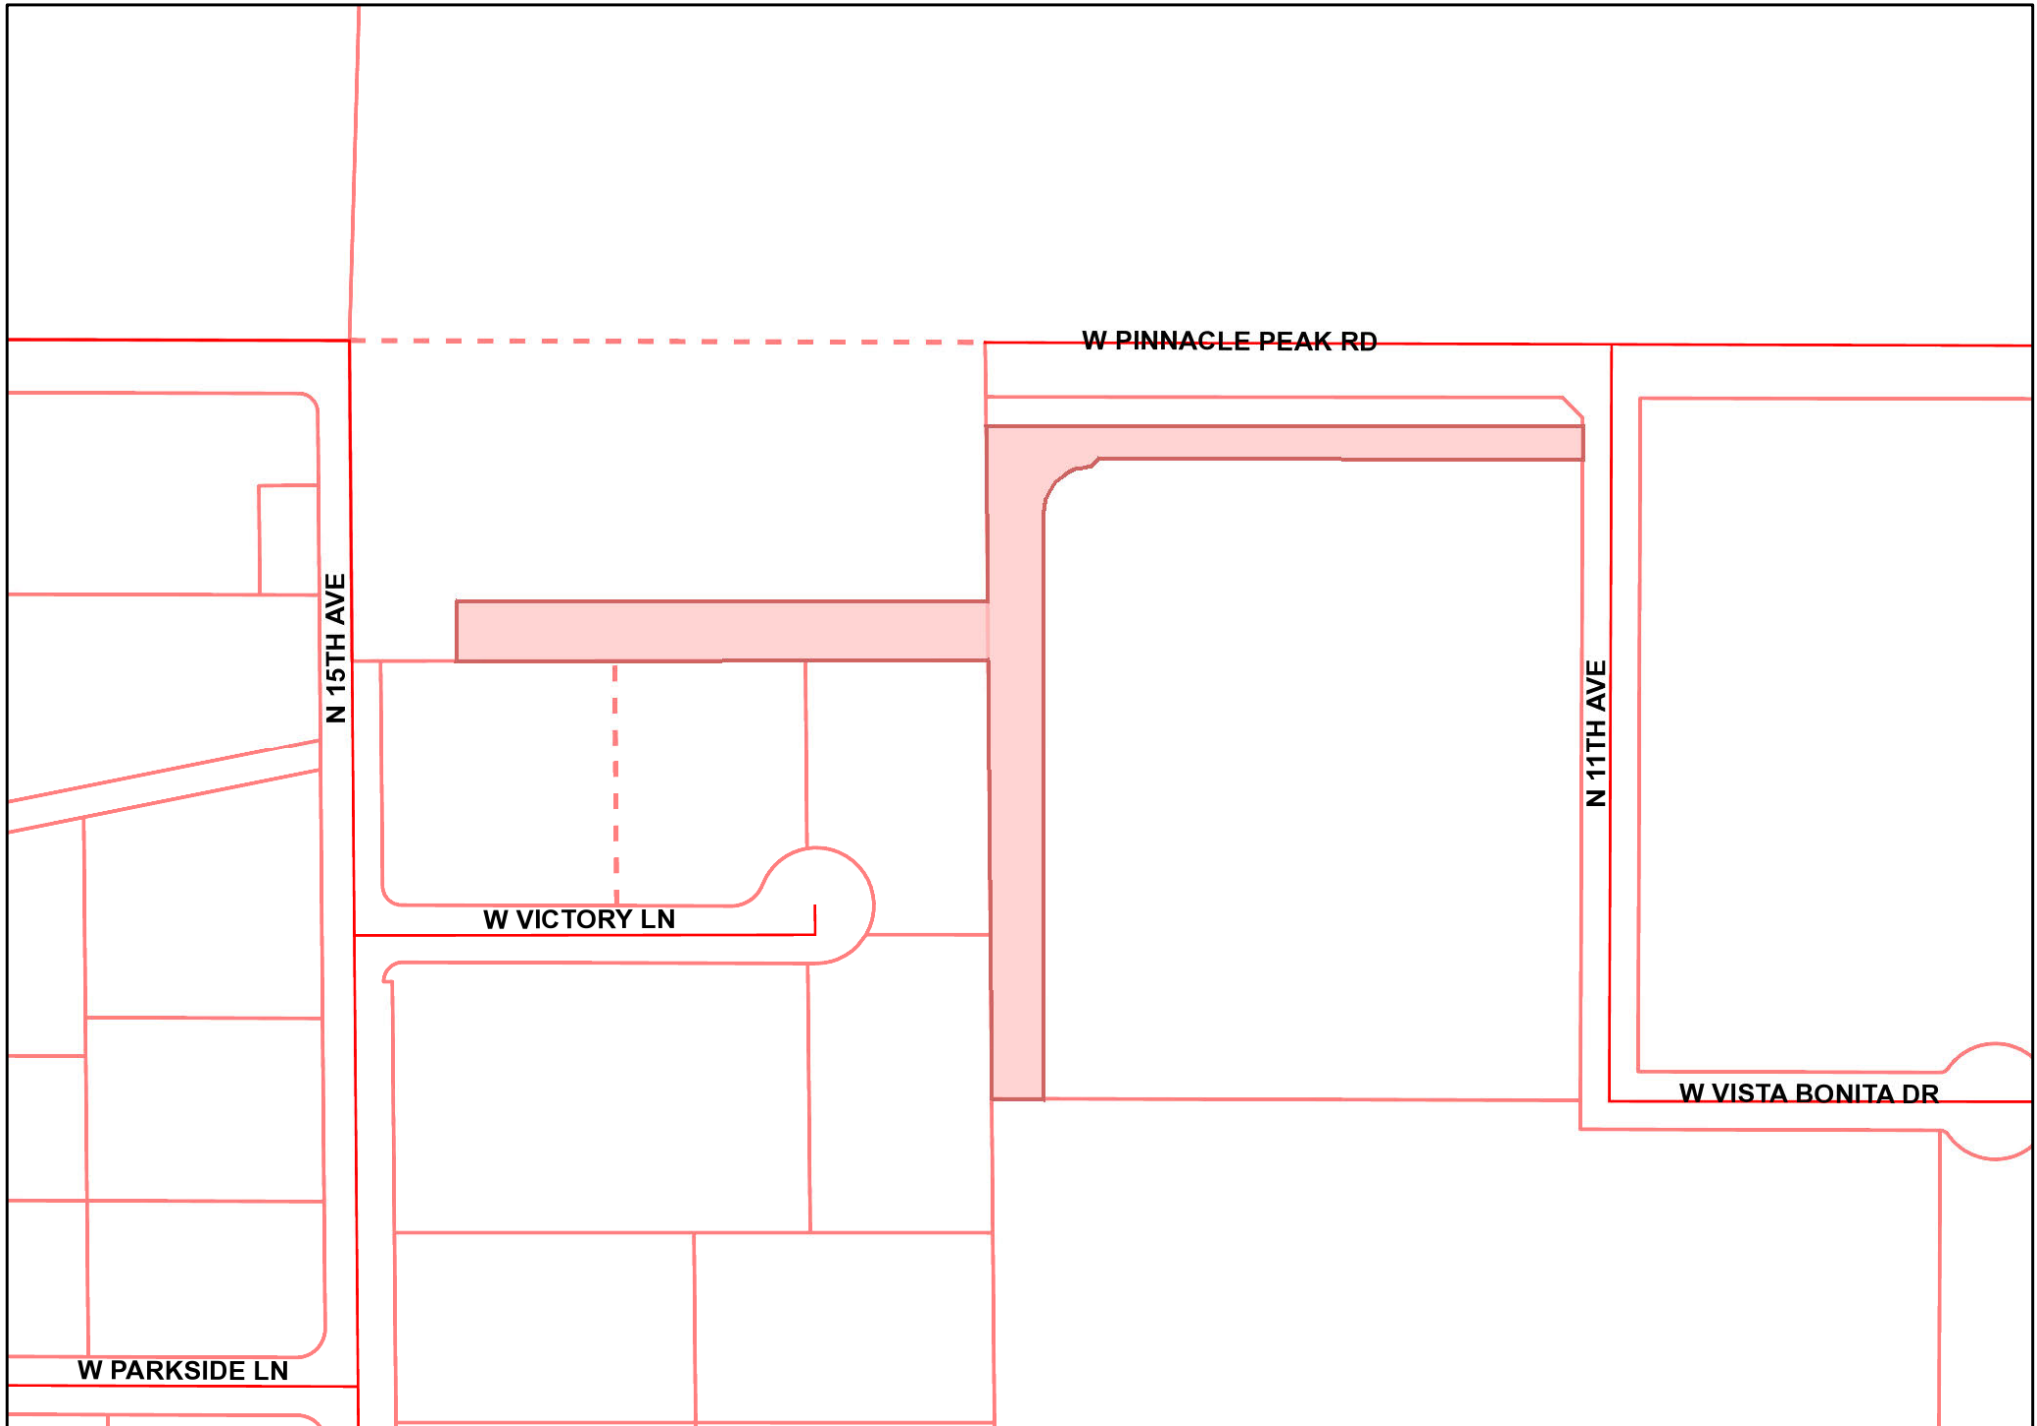 W PINNACLE PEAK RD
N 15TH AVE
N 11TH AVE
W VICTORY LN
W VISTA BONITA DR
W PARKSIDE LN